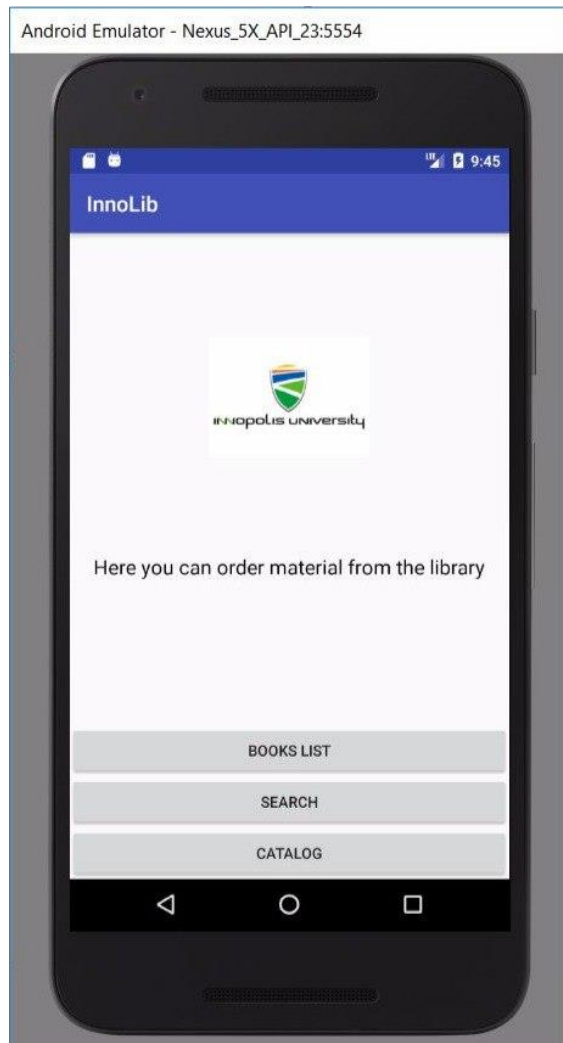 Android Emulator - Nexus_5X_API_23:5554
LTE 9:45
InnoLib
INNOPOLIS UNIVERSITY
Here you can order material from the library
BOOKS LIST
SEARCH
CATALOG